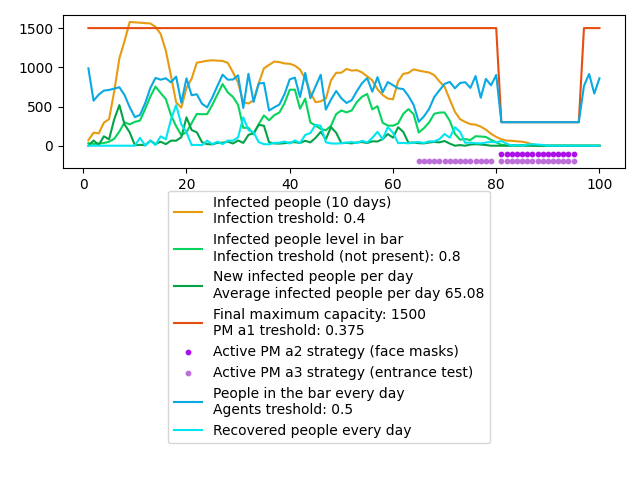 1500
1000
500
0
0
20
40
60
80
100
Infected people (10 days)
Infection treshold: 0.4
Infected people level in bar
Infection treshold (not present): 0.8
New infected people per day
Average infected people per day 65.08
Final maximum capacity: 1500
PM a1 treshold: 0.375
Active PM a2 strategy (face masks)
Active PM a3 strategy (entrance test)
People in the bar every day
Agents treshold: 0.5
Recovered people every day